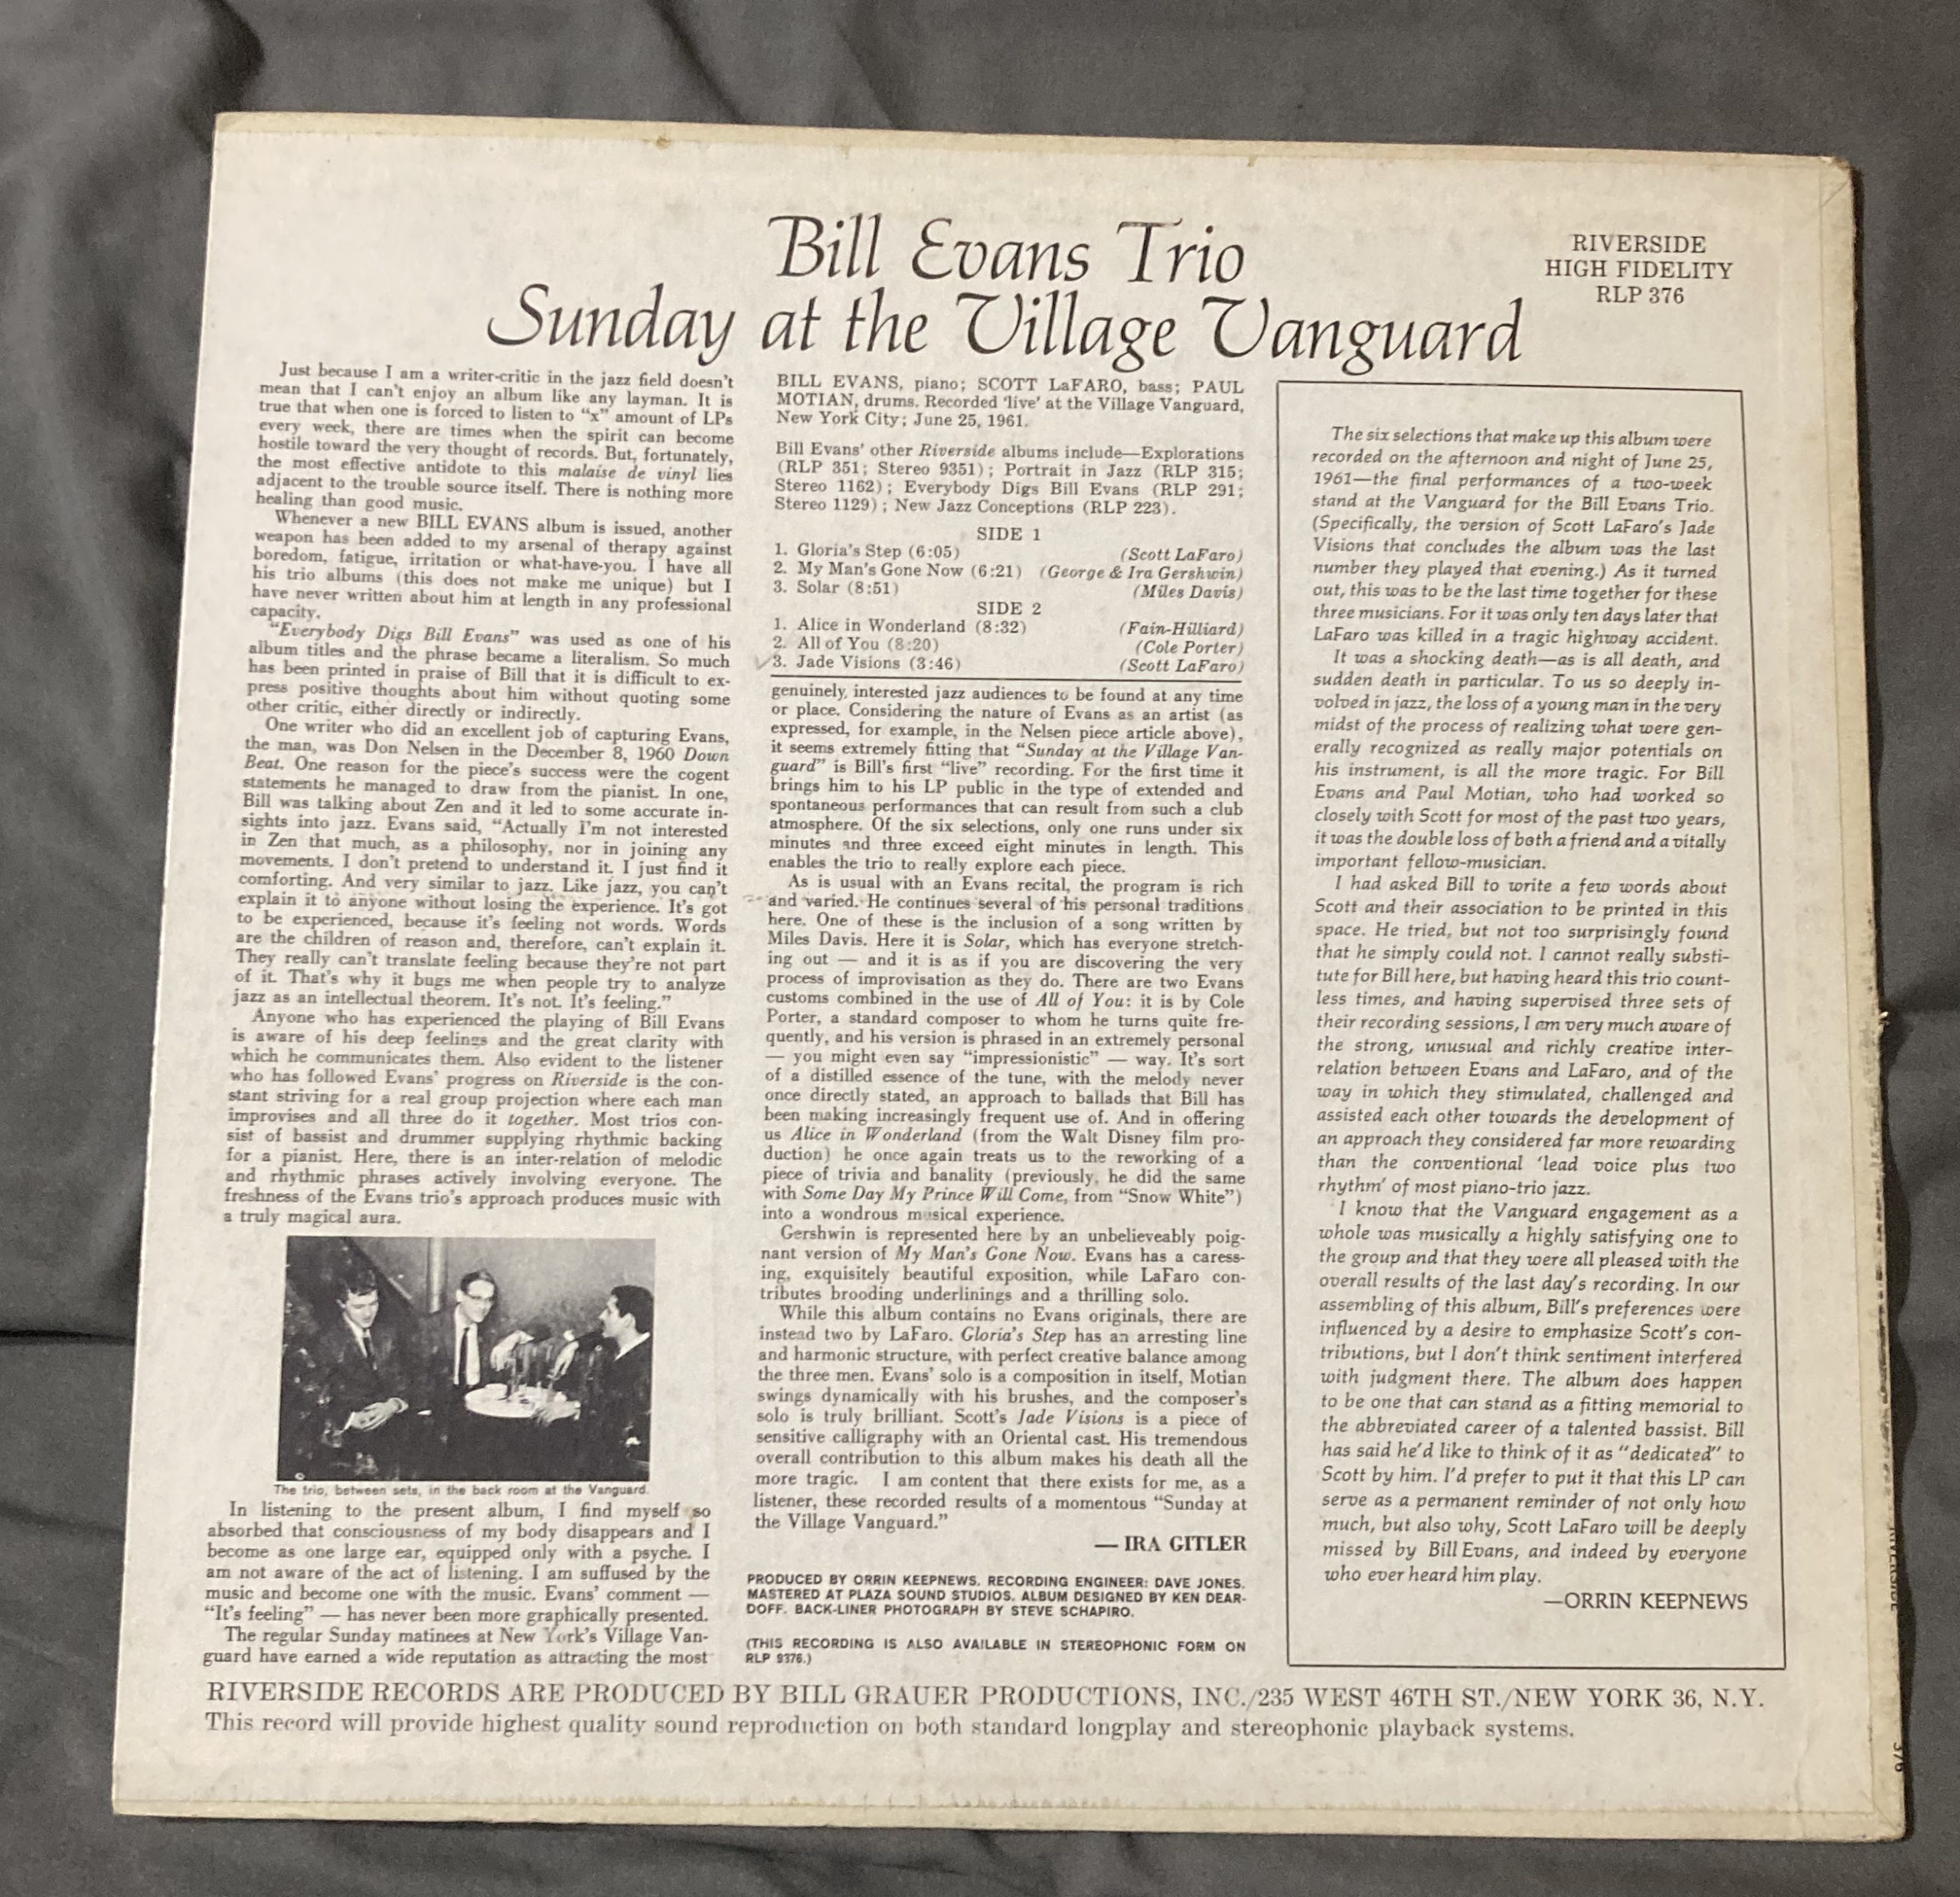 Bill Evans Trio
Sunday at the Village Vanguard
RIVERSIDE
HIGH FIDELITY
RLP 376
Just because I am a writer-critic in the jazz field doesn't
mean that I can't enjoy an album like any layman. It is
true that when one is forced to listen to "x" amount of LPs
every week, there are times when the spirit can become
hostile toward the very thought of records. But, fortunately,
the most effective antidote to this malaise de vinyl lies
adjacent to the trouble source itself. There is nothing more
healing than good music.
Whenever a new BILL EVANS album is issued, another
weapon has been added to my arsenal of therapy against
boredom, fatigue, irritation or what-have-you. I have all
his trio albums (this does not make me unique) but I
have never written about him at length in any professional
capacity.
"Everybody Digs Bill Evans" was used as one of his
album titles and the phrase became a literalism. So much
has been printed in praise of Bill that it is difficult to ex-
press positive thoughts about him without quoting some
other critic, either directly or indirectly.
One writer who did an excellent job of capturing Evans,
the man, was Don Nelsen in the December 8, 1960 Down
Beat. One reason for the piece's success were the cogent
statements he managed to draw from the pianist. In one,
Bill was talking about Zen and it led to some accurate in-
sights into jazz. Evans said, "Actually I'm not interested
in Zen that much, as a philosophy, nor in joining any
movements. I don't pretend to understand it. I just find it
comforting. And very similar to jazz. Like jazz, you can't
explain it to anyone without losing the experience. It's got
to be experienced, because it's feeling not words. Words
are the children of reason and, therefore, can't explain it.
They really can't translate feeling because they're not part
of it. That's why it bugs me when people try to analyze
jazz as an intellectual theorem. It's not. It's feeling."
Anyone who has experienced the playing of Bill Evans
is aware of his deep feelings and the great clarity with
which he communicates them. Also evident to the listener
who has followed Evans' progress on Riverside is the con-
stant striving for a real group projection where each man
improvises and all three do it together. Most trios con-
sist of bassist and drummer supplying rhythmic backing
for a pianist. Here, there is an inter-relation of melodic
and rhythmic phrases actively involving everyone. The
freshness of the Evans trio's approach produces music with
a truly magical aura.
The trio, between sets, in the back room at the Vanguard.
In listening to the present album, I find myself so
absorbed that consciousness of my body disappears and I
become as one large ear, equipped only with a psyche. I
am not aware of the act of listening. I am suffused by the
music and become one with the music. Evans' comment —
"It's feeling" — has never been more graphically presented.
The regular Sunday matinees at New York's Village Van-
guard have earned a wide reputation as attracting the most
BILL EVANS, piano; SCOTT LaFARO, bass; PAUL
MOTIAN, drums. Recorded 'live' at the Village Vanguard,
New York City; June 25, 1961.
Bill Evans' other Riverside albums include—Explorations
(RLP 351; Stereo 9351); Portrait in Jazz (RLP 315;
Stereo 1162); Everybody Digs Bill Evans (RLP 291;
Stereo 1129); New Jazz Conceptions (RLP 223).
SIDE 1
1. Gloria's Step (6:05) (Scott LaFaro)
2. My Man's Gone Now (6:21) (George & Ira Gershwin)
3. Solar (8:51) (Miles Davis)
SIDE 2
1. Alice in Wonderland (8:32) (Fain-Hilliard)
2. All of You (8:20) (Cole Porter)
3. Jade Visions (3:46) (Scott LaFaro)
genuinely, interested jazz audiences to be found at any time
or place. Considering the nature of Evans as an artist (as
expressed, for example, in the Nelsen piece article above),
it seems extremely fitting that "Sunday at the Village Van-
guard" is Bill's first "live" recording. For the first time it
brings him to his LP public in the type of extended and
spontaneous performances that can result from such a club
atmosphere. Of the six selections, only one runs under six
minutes and three exceed eight minutes in length. This
enables the trio to really explore each piece.
As is usual with an Evans recital, the program is rich
and varied. He continues several of his personal traditions
here. One of these is the inclusion of a song written by
Miles Davis. Here it is Solar, which has everyone stretch-
ing out — and it is as if you are discovering the very
process of improvisation as they do. There are two Evans
customs combined in the use of All of You: it is by Cole
Porter, a standard composer to whom he turns quite fre-
quently, and his version is phrased in an extremely personal
— you might even say "impressionistic" — way. It's sort
of a distilled essence of the tune, with the melody never
once directly stated, an approach to ballads that Bill has
been making increasingly frequent use of. And in offering
us Alice in Wonderland (from the Walt Disney film pro-
duction) he once again treats us to the reworking of a
piece of trivia and banality (previously, he did the same
with Some Day My Prince Will Come, from "Snow White")
into a wondrous musical experience.
Gershwin is represented here by an unbelieveably poig-
nant version of My Man's Gone Now. Evans has a caress-
ing, exquisitely beautiful exposition, while LaFaro con-
tributes brooding underlinings and a thrilling solo.
While this album contains no Evans originals, there are
instead two by LaFaro. Gloria's Step has an arresting line
and harmonic structure, with perfect creative balance among
the three men. Evans' solo is a composition in itself, Motian
swings dynamically with his brushes, and the composer's
solo is truly brilliant. Scott's Jade Visions is a piece of
sensitive calligraphy with an Oriental cast. His tremendous
overall contribution to this album makes his death all the
more tragic. I am content that there exists for me, as a
listener, these recorded results of a momentous "Sunday at
the Village Vanguard."
— IRA GITLER
PRODUCED BY ORRIN KEEPNEWS. RECORDING ENGINEER: DAVE JONES.
MASTERED AT PLAZA SOUND STUDIOS. ALBUM DESIGNED BY KEN DEAR-
DOFF. BACK-LINER PHOTOGRAPH BY STEVE SCHAPIRO.
(THIS RECORDING IS ALSO AVAILABLE IN STEREOPHONIC FORM ON
RLP 9376.)
The six selections that make up this album were
recorded on the afternoon and night of June 25,
1961—the final performances of a two-week
stand at the Vanguard for the Bill Evans Trio.
(Specifically, the version of Scott LaFaro's Jade
Visions that concludes the album was the last
number they played that evening.) As it turned
out, this was to be the last time together for these
three musicians. For it was only ten days later that
LaFaro was killed in a tragic highway accident.
It was a shocking death—as is all death, and
sudden death in particular. To us so deeply in-
volved in jazz, the loss of a young man in the very
midst of the process of realizing what were gen-
erally recognized as really major potentials on
his instrument, is all the more tragic. For Bill
Evans and Paul Motian, who had worked so
closely with Scott for most of the past two years,
it was the double loss of both a friend and a vitally
important fellow-musician.
I had asked Bill to write a few words about
Scott and their association to be printed in this
space. He tried, but not too surprisingly found
that he simply could not. I cannot really substi-
tute for Bill here, but having heard this trio count-
less times, and having supervised three sets of
their recording sessions, I am very much aware of
the strong, unusual and richly creative inter-
relation between Evans and LaFaro, and of the
way in which they stimulated, challenged and
assisted each other towards the development of
an approach they considered far more rewarding
than the conventional 'lead voice plus two
rhythm' of most piano-trio jazz.
I know that the Vanguard engagement as a
whole was musically a highly satisfying one to
the group and that they were all pleased with the
overall results of the last day's recording. In our
assembling of this album, Bill's preferences were
influenced by a desire to emphasize Scott's con-
tributions, but I don't think sentiment interfered
with judgment there. The album does happen
to be one that can stand as a fitting memorial to
the abbreviated career of a talented bassist. Bill
has said he'd like to think of it as "dedicated" to
Scott by him. I'd prefer to put it that this LP can
serve as a permanent reminder of not only how
much, but also why, Scott LaFaro will be deeply
missed by Bill Evans, and indeed by everyone
who ever heard him play.
—ORRIN KEEPNEWS
RIVERSIDE RECORDS ARE PRODUCED BY BILL GRAUER PRODUCTIONS, INC./235 WEST 46TH ST./NEW YORK 36, N.Y.
This record will provide highest quality sound reproduction on both standard longplay and stereophonic playback systems.
376